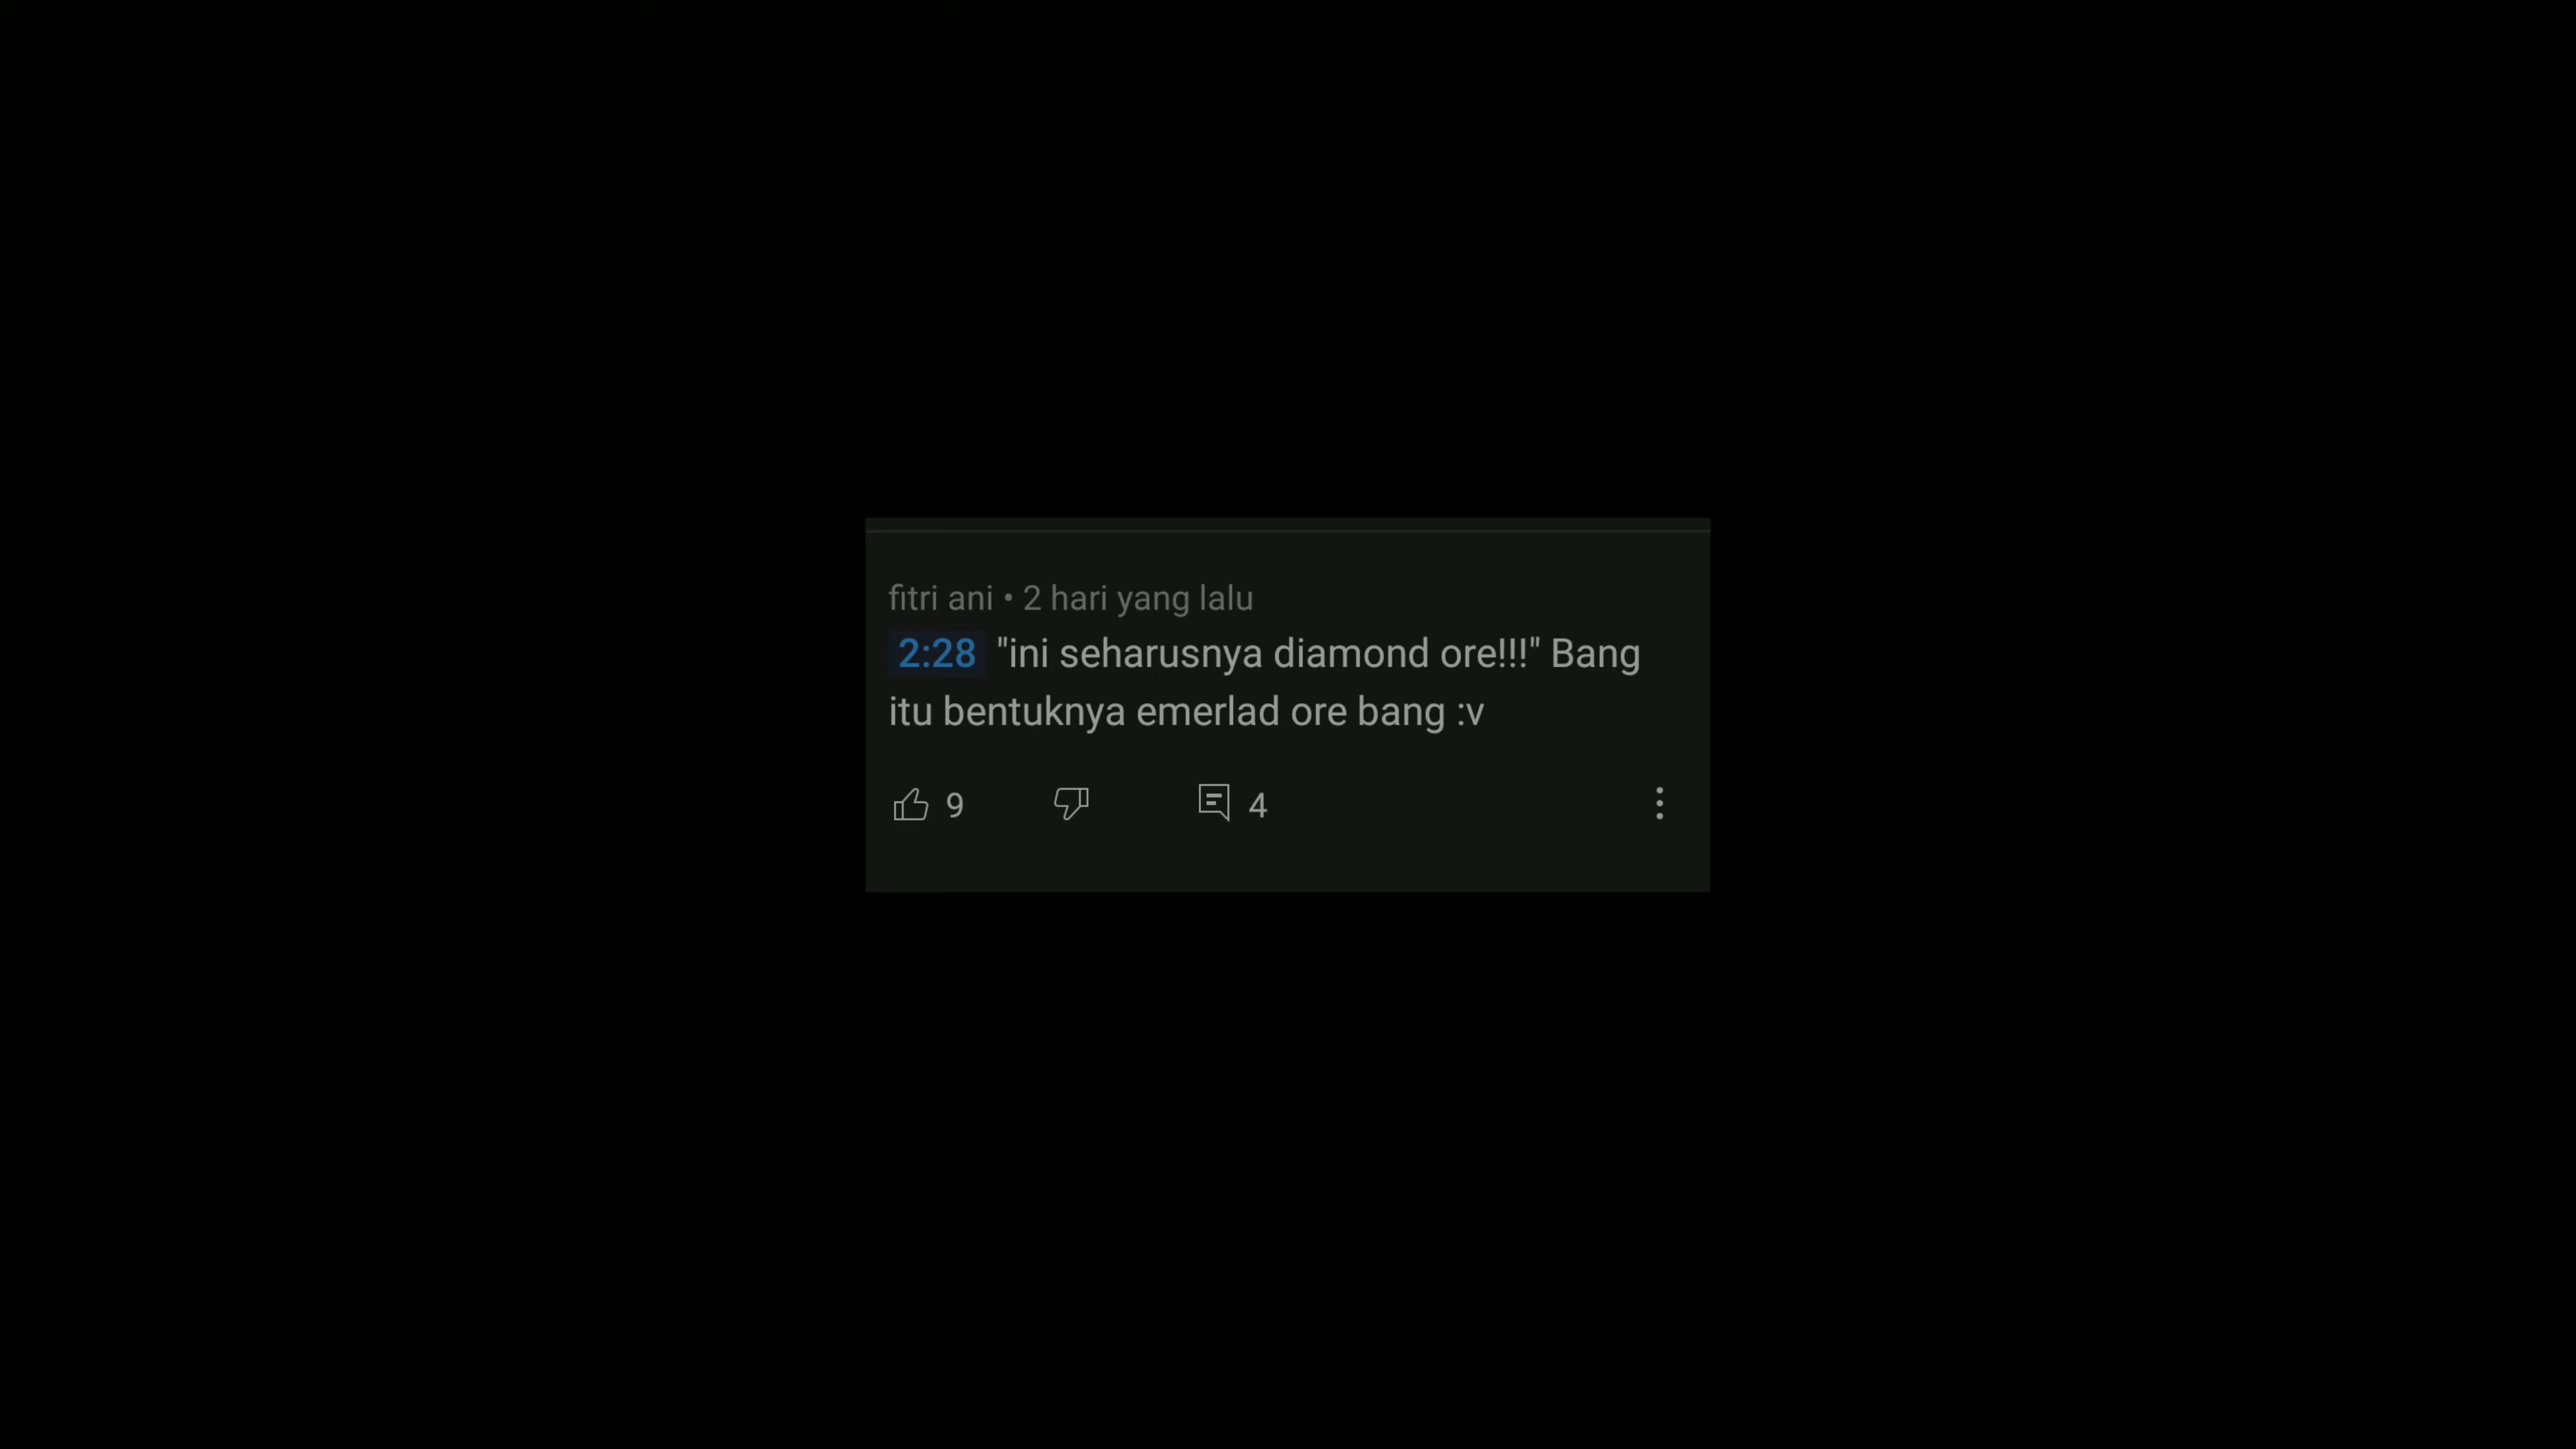 fitri ani • 2 hari yang lalu
2:28 "ini seharusnya diamond ore!!!" Bang
itu bentuknya emerlad ore bang :v
9 4